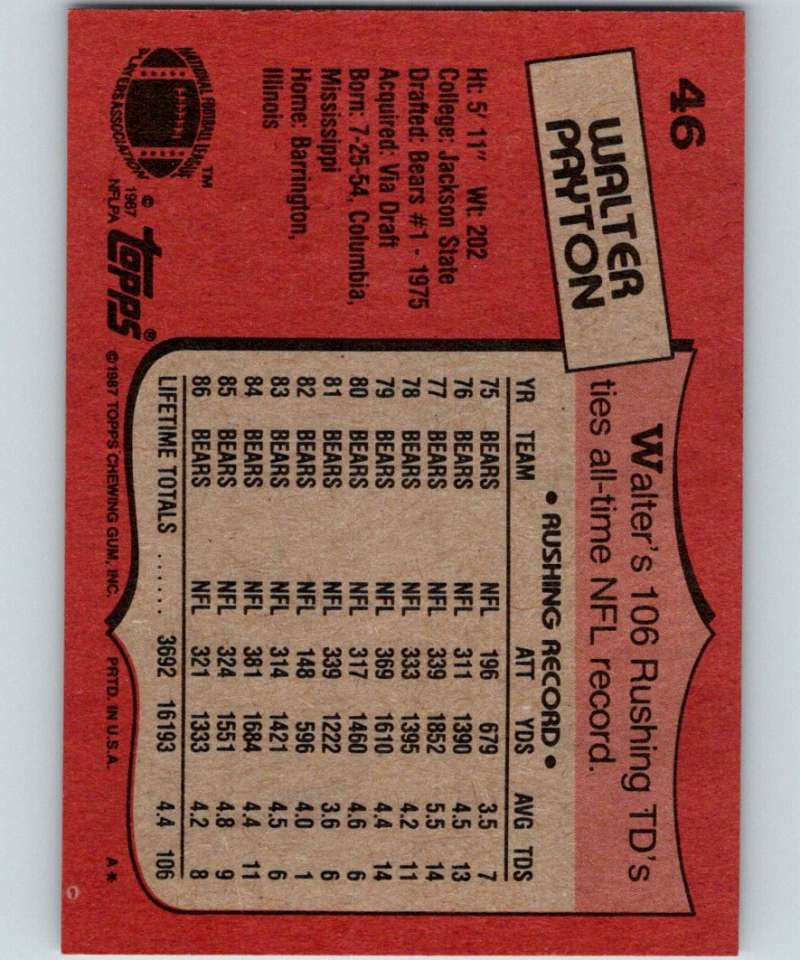 46
WALTER
PAYTON
Ht: 5' 11" Wt: 202
College: Jackson State
Drafted: Bears #1 - 1975
Acquired: Via Draft
Born: 7-25-54, Columbia,
Mississippi
Home: Barrington,
Illinois
NATIONAL FOOTBALL LEAGUE
PLAYERS ASSOCIATION
TM
© 1987
NFLPA
topps®
Walter's 106 Rushing TD's
ties all-time NFL record.
• RUSHING RECORD •
YR TEAM ATT YDS AVG TDS
75 BEARS NFL 196 679 3.5 7
76 BEARS NFL 311 1390 4.5 13
77 BEARS NFL 339 1852 5.5 14
78 BEARS NFL 333 1395 4.2 11
79 BEARS NFL 369 1610 4.4 14
80 BEARS NFL 317 1460 4.6 6
81 BEARS NFL 339 1222 3.6 6
82 BEARS NFL 148 596 4.0 1
83 BEARS NFL 314 1421 4.5 6
84 BEARS NFL 381 1684 4.4 11
85 BEARS NFL 324 1551 4.8 9
86 BEARS NFL 321 1333 4.2 8
LIFETIME TOTALS ...... 3692 16193 4.4 106
©1987 TOPPS CHEWING GUM, INC. PRTD. IN U.S.A. A*